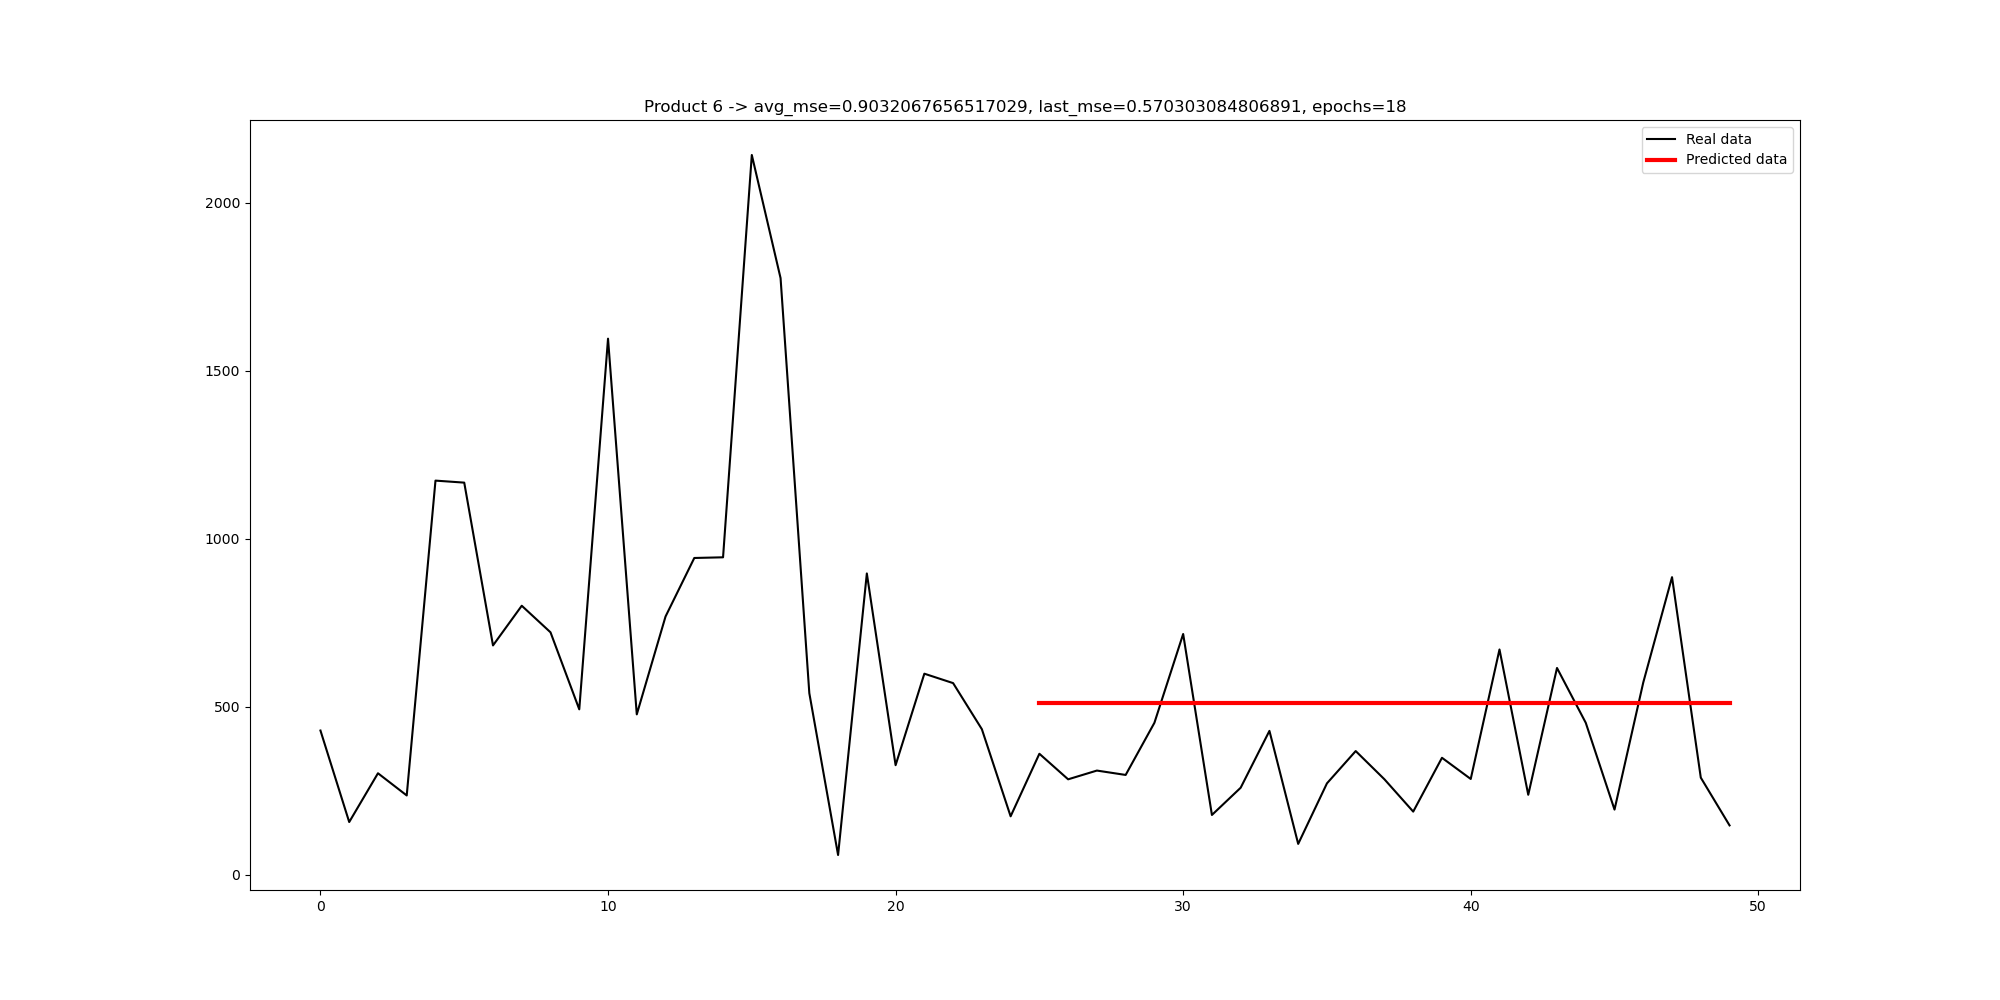 Product 6 -> avg_mse=0.9032067656517029, last_mse=0.570303084806891, epochs=18
Real data
Predicted data
2000
1500
1000
500
0
0 10 20 30 40 50